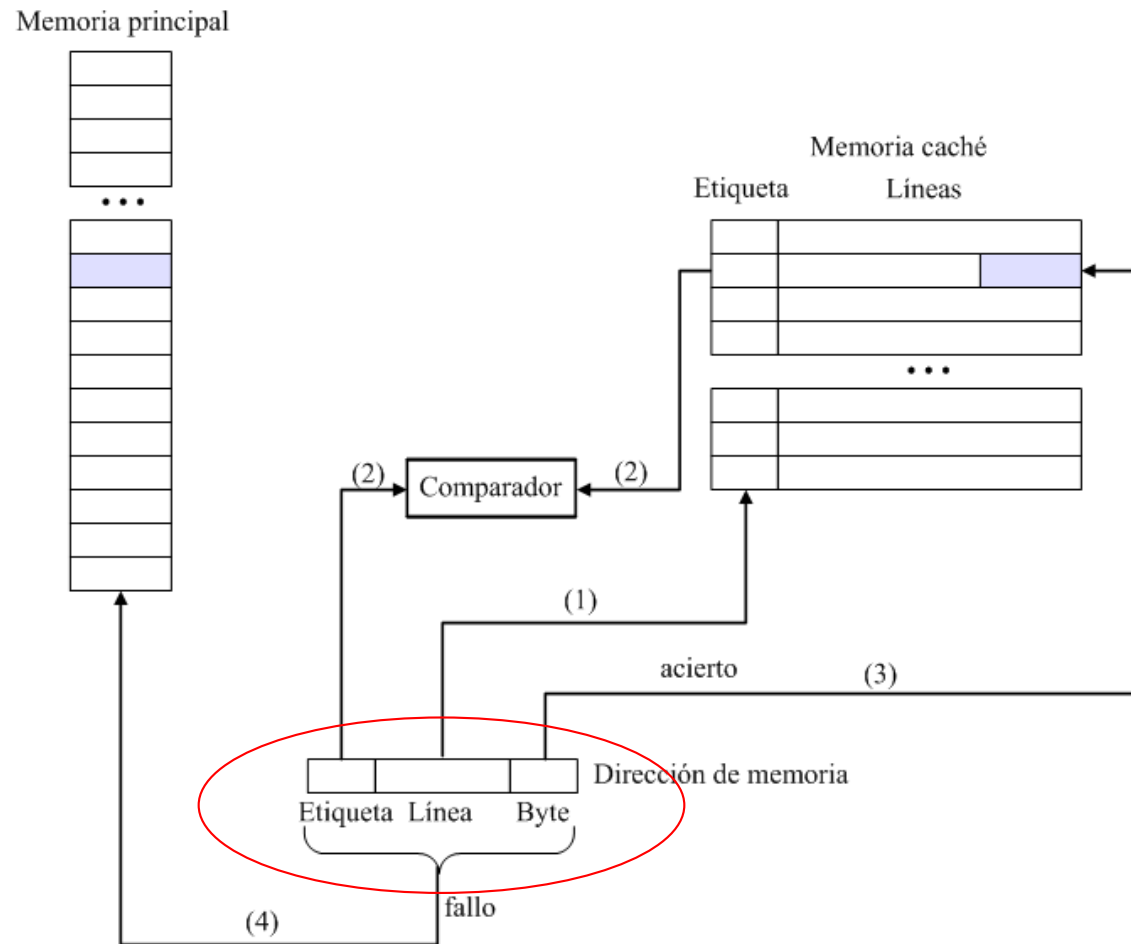 Memoria principal
Memoria caché
Etiqueta Líneas
(2) (2)
Comparador
(1)
acierto
(3)
Dirección de memoria
Etiqueta Línea Byte
fallo
(4)